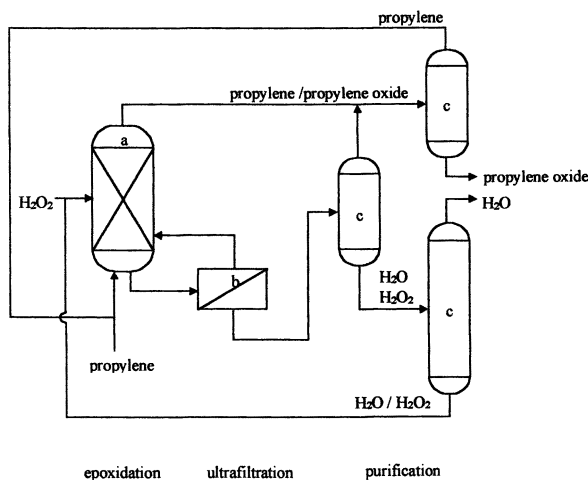 propylene
propylene /propylene oxide
a
c
propylene oxide
H₂O₂
H₂O
c
b
H₂O
H₂O₂
c
propylene
H₂O / H₂O₂
epoxidation ultrafiltration purification